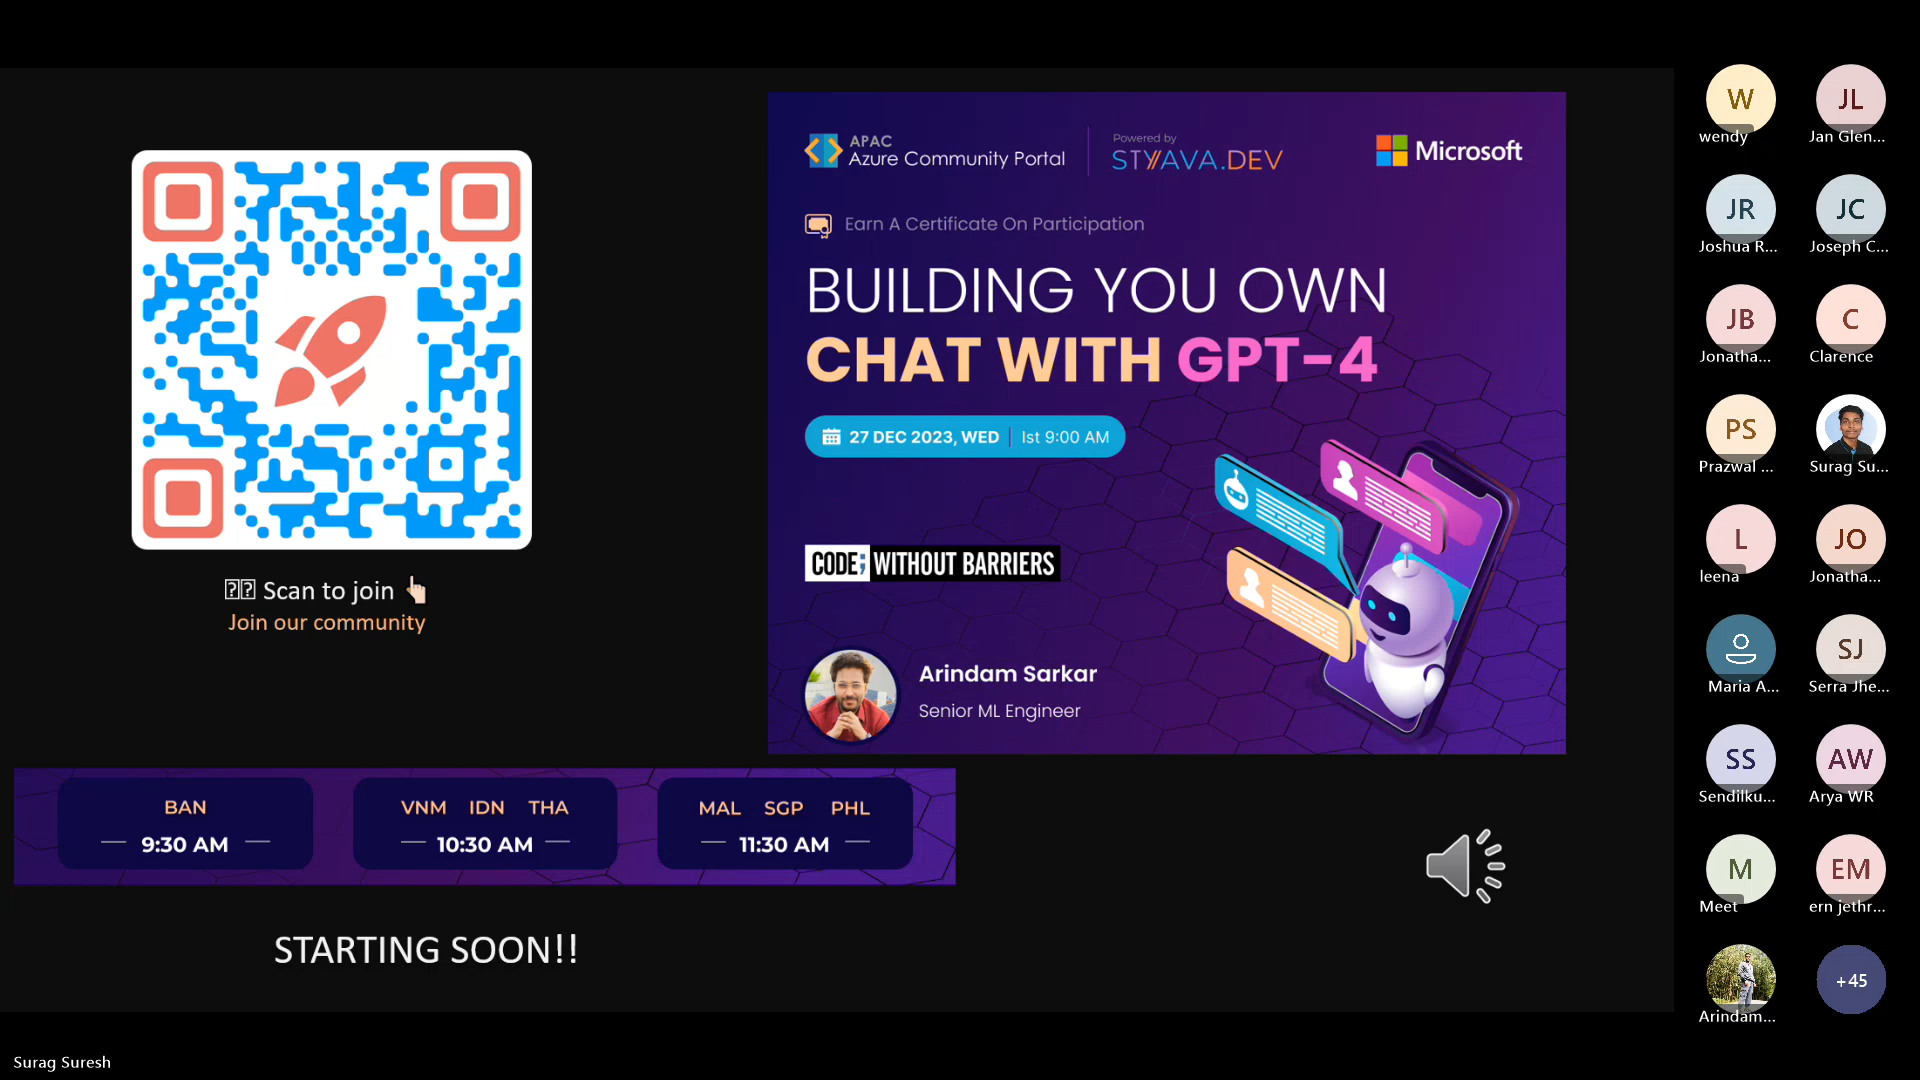 Scan to join
Join our community
APAC
Azure Community Portal
Powered by
STYAVA.DEV
Microsoft
Earn A Certificate On Participation
BUILDING YOU OWN
CHAT WITH GPT-4
27 DEC 2023, WED | Ist 9:00 AM
CODE; WITHOUT BARRIERS
Arindam Sarkar
Senior ML Engineer
BAN
9:30 AM
VNM IDN THA
10:30 AM
MAL SGP PHL
11:30 AM
STARTING SOON!!
Surag Suresh
W
wendy
JL
Jan Glen...
JR
Joshua R...
JC
Joseph C...
JB
Jonatha...
C
Clarence
PS
Prazwal ...
Surag Su...
L
leena
JO
Jonatha...
Maria A...
SJ
Serra Jhe...
SS
Sendilku...
AW
Arya WR
M
Meet
EM
ern jethr...
Arindam...
+45